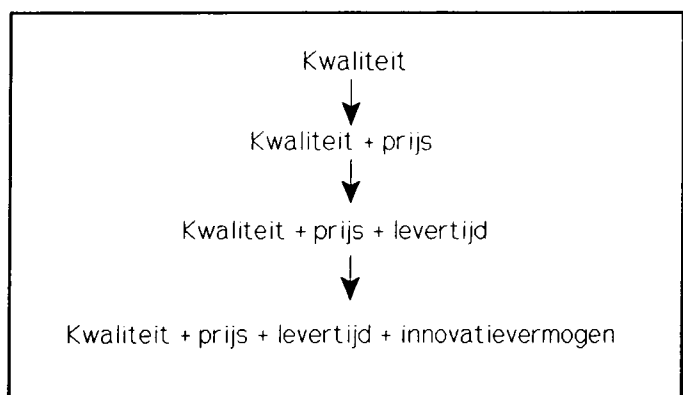 Kwaliteit
Kwaliteit + prijs
Kwaliteit + prijs + levertijd
Kwaliteit + prijs + levertijd + innovatievermogen